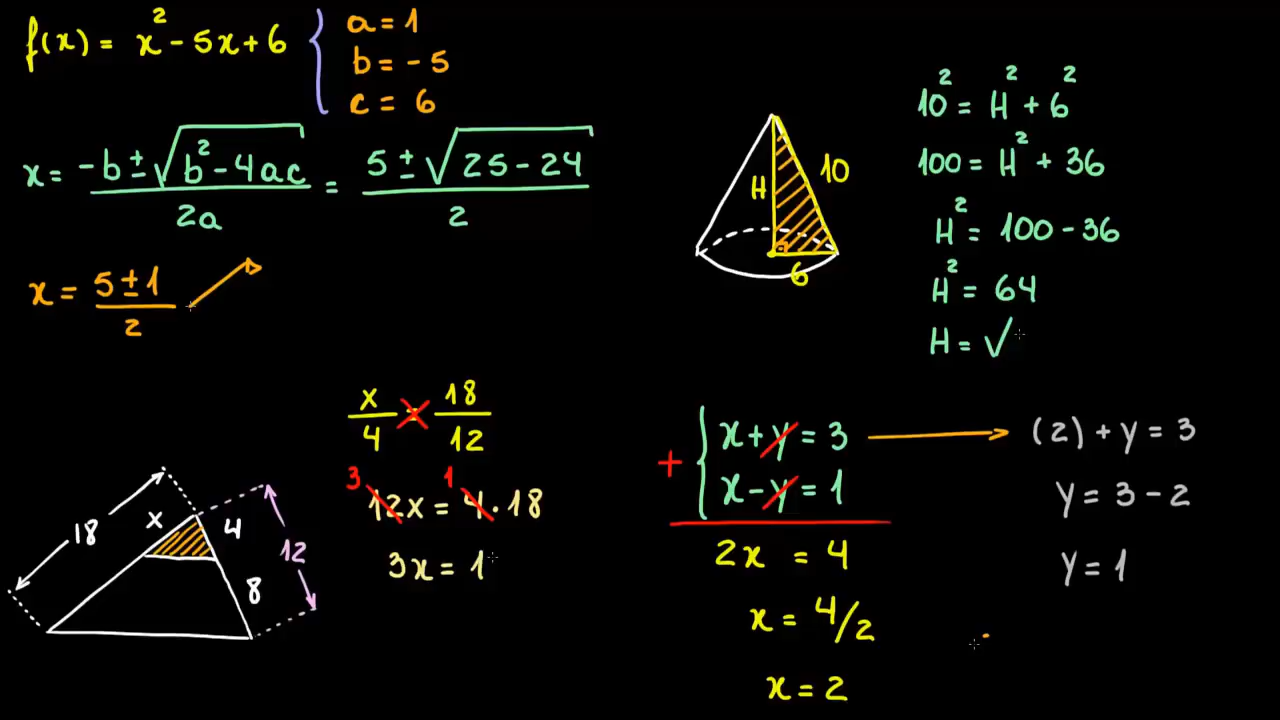 f(x) = x² - 5x + 6
a = 1
b = - 5
c = 6
x = (-b ± √(b² - 4ac))/(2a) = (5 ± √(25 - 24))/2
x = (5 ± 1)/2
H
10
6
10² = H² + 6²
100 = H² + 36
H² = 100 - 36
H² = 64
H = √
18
x
4
8
12
x/4 = 18/12
3 1
12x = 4 · 18
3x = 1
+
x + y = 3
x - y = 1
2x = 4
x = 4/2
x = 2
(2) + y = 3
y = 3 - 2
y = 1